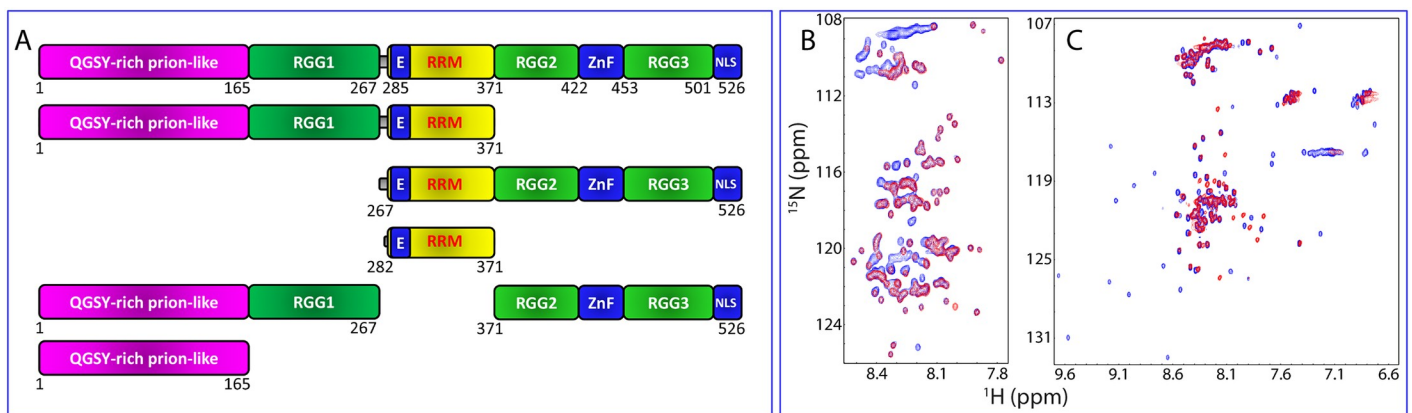 A
QGSY-rich prion-like RGG1 E RRM RGG2 ZnF RGG3 NLS
1 165 267 285 371 422 453 501 526
QGSY-rich prion-like RGG1 E RRM
1 371
E RRM RGG2 ZnF RGG3 NLS
267 526
E RRM
282 371
QGSY-rich prion-like RGG1 RGG2 ZnF RGG3 NLS
1 267 371 526
QGSY-rich prion-like
1 165
B
108
112
116
120
124
15N (ppm)
8.4 8.1 7.8
C
107
113
119
125
131
9.6 9.1 8.6 8.1 7.6 7.1 6.6
1H (ppm)